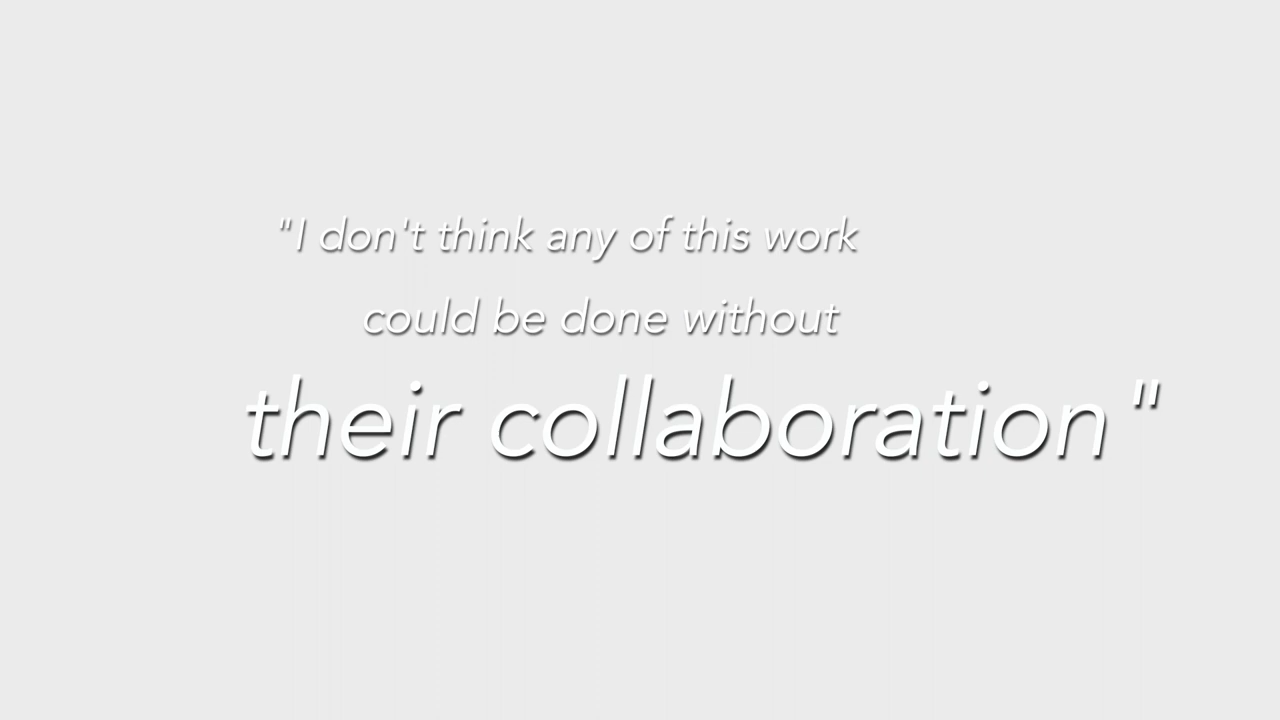 "I don't think any of this work
could be done without
their collaboration "